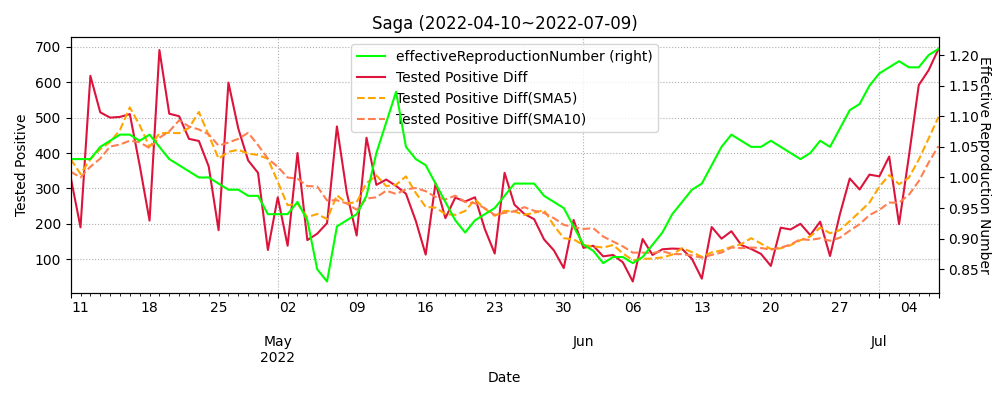 Saga (2022-04-10~2022-07-09)
effectiveReproductionNumber (right)
Tested Positive Diff
Tested Positive Diff(SMA5)
Tested Positive Diff(SMA10)
Tested Positive
700
600
500
400
300
200
100
1.20
1.15
1.10
1.05
1.00
0.95
0.90
0.85
Effective Reproduction Number
11 18 25 02 09 16 23 30 06 13 20 27 04
May Jun Jul
2022
Date